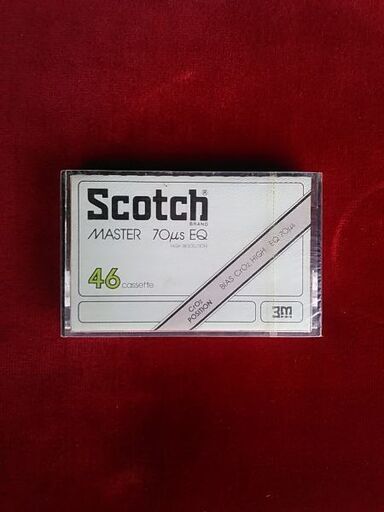 Scotch®
BRAND
MASTER 70µs EQ
HIGH RESOLUTION
46 cassette
CrO₂ POSITION
BIAS: CrO₂, HIGH EQ 70µs
3m